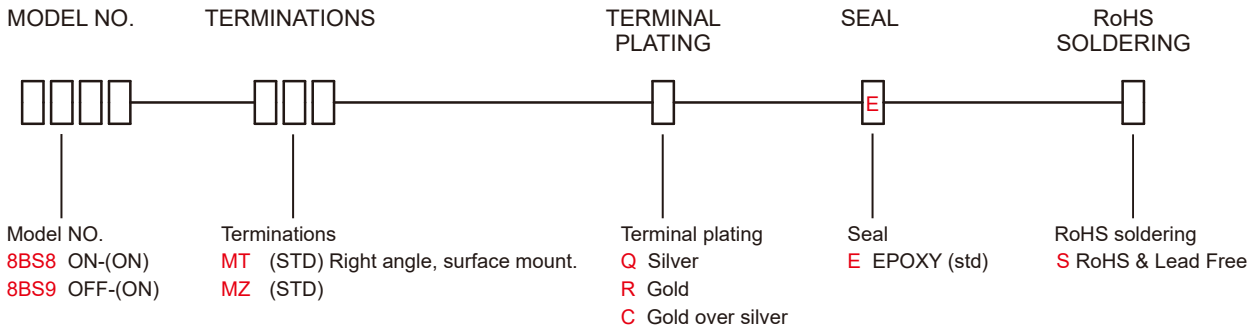 MODEL NO.
TERMINATIONS
TERMINAL
PLATING
SEAL
RoHS
SOLDERING
E
Model NO.
8BS8 ON-(ON)
8BS9 OFF-(ON)
Terminations
MT (STD) Right angle, surface mount.
MZ (STD)
Terminal plating
Q Silver
R Gold
C Gold over silver
Seal
E EPOXY (std)
RoHS soldering
S RoHS & Lead Free